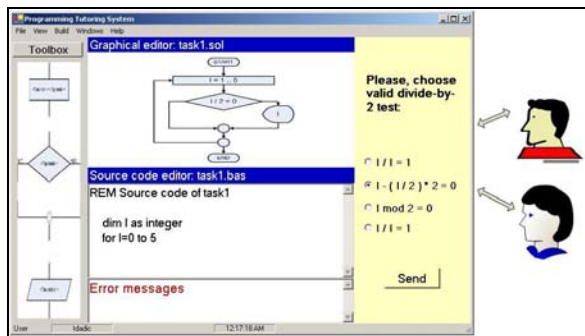 Programming Tutoring System
File View Build Windows Help
Toolbox
Graphical editor: task1.sol
I = 1 .. 5
I / 2 = 0
I
Source code editor: task1.bas
REM Source code of task1
dim I as integer
for I=0 to 5
Error messages
Please, choose
valid divide-by-
2 test:
I / I = 1
I - ( I / 2 ) * 2 = 0
I mod 2 = 0
I / I = 1
Send
User
12:17:18 AM